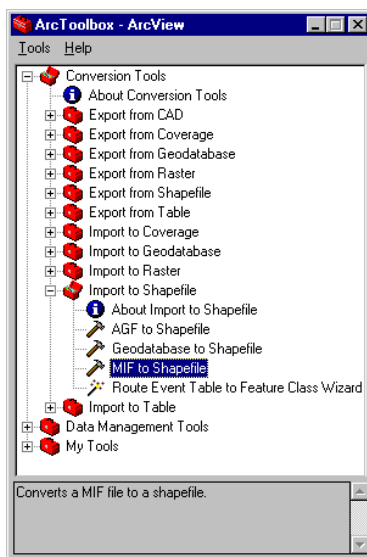 ArcToolbox - ArcView
Tools Help
Conversion Tools
About Conversion Tools
Export from CAD
Export from Coverage
Export from Geodatabase
Export from Raster
Export from Shapefile
Export from Table
Import to Coverage
Import to Geodatabase
Import to Raster
Import to Shapefile
About Import to Shapefile
AGF to Shapefile
Geodatabase to Shapefile
MIF to Shapefile
Route Event Table to Feature Class Wizard
Import to Table
Data Management Tools
My Tools
Converts a MIF file to a shapefile.